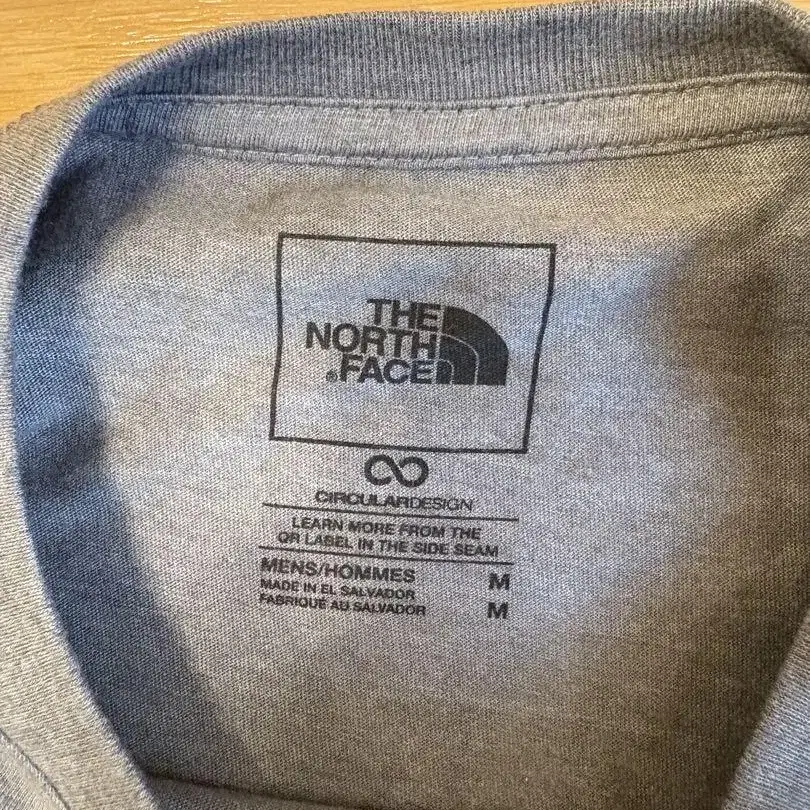 THE
NORTH
®FACE
CIRCULARDESIGN
LEARN MORE FROM THE
QR LABEL IN THE SIDE SEAM
MENS/HOMMES M
MADE IN EL SALVADOR
FABRIQUÉ AU SALVADOR M